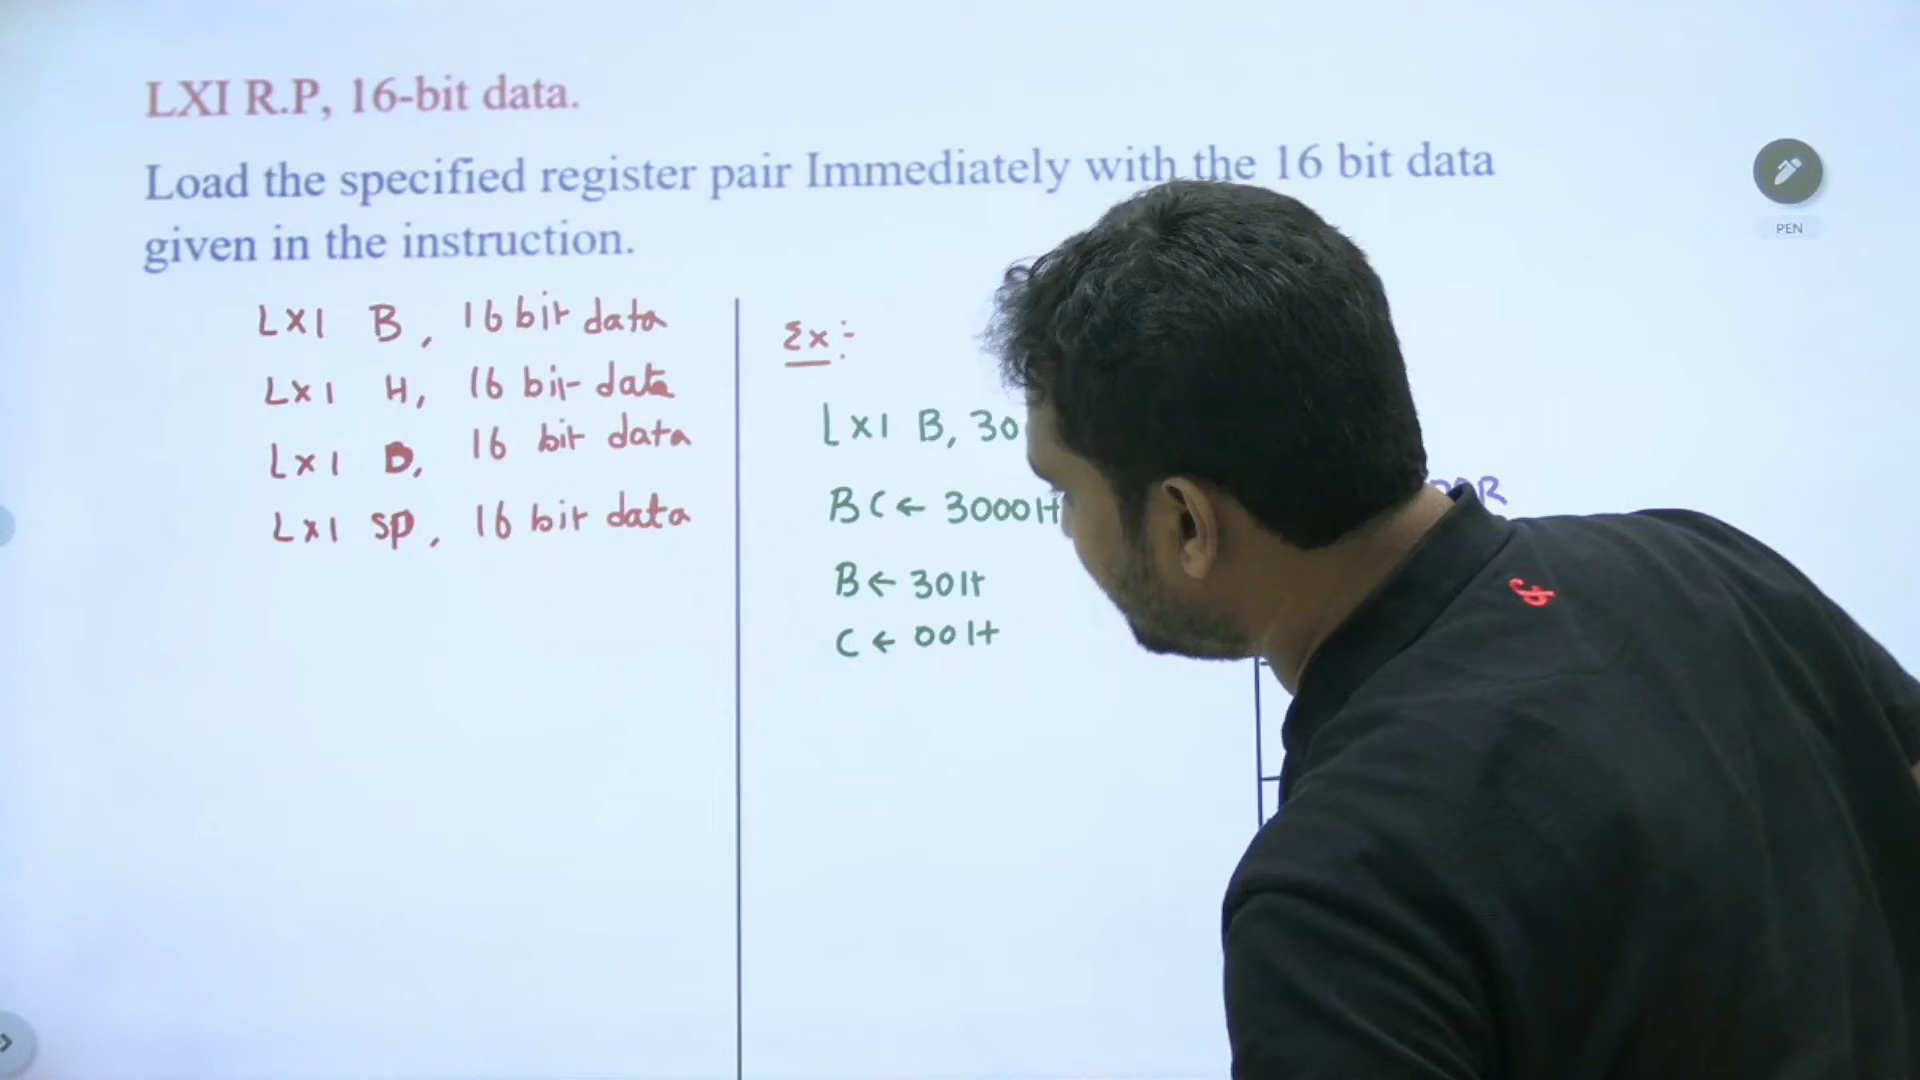 LXI R.P, 16-bit data.
Load the specified register pair Immediately with the 16 bit data
given in the instruction.
LXI B, 16 bit data
LXI H, 16 bit data
LXI D, 16 bit data
LXI SP, 16 bit data
Ex:-
LXI B, 30
BC ← 3000H
B ← 30H
C ← 00H
PEN